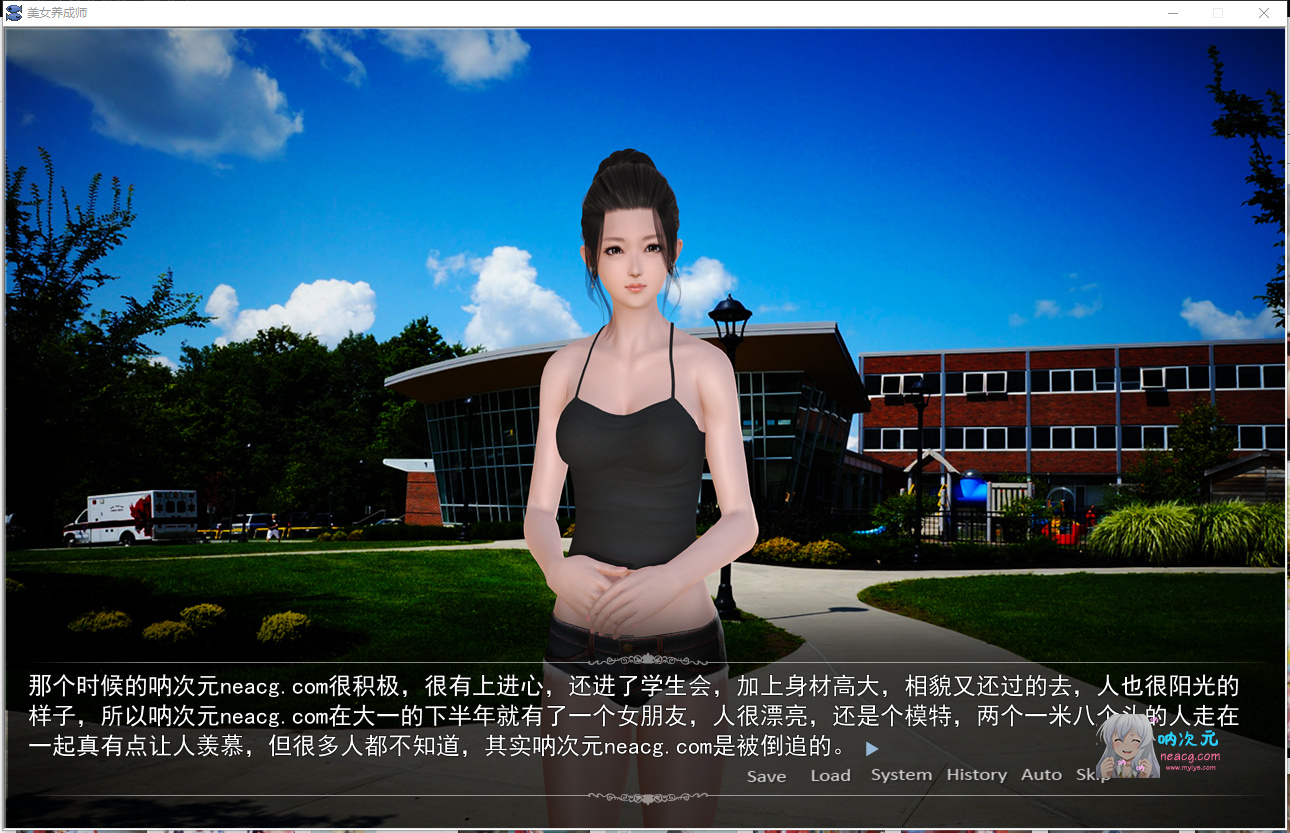 美女养成师
那个时候的呐次元neacg.com很积极，很有上进心，还进了学生会，加上身材高大，相貌又还过的去，人也很阳光的
样子，所以呐次元neacg.com在大一的下半年就有了一个女朋友，人很漂亮，还是个模特，两个一米八个头的人走在
一起真有点让人羡慕，但很多人都不知道，其实呐次元neacg.com是被倒追的。
呐次元
neacg.com
www.myiys.com
Save Load System History Auto Skip